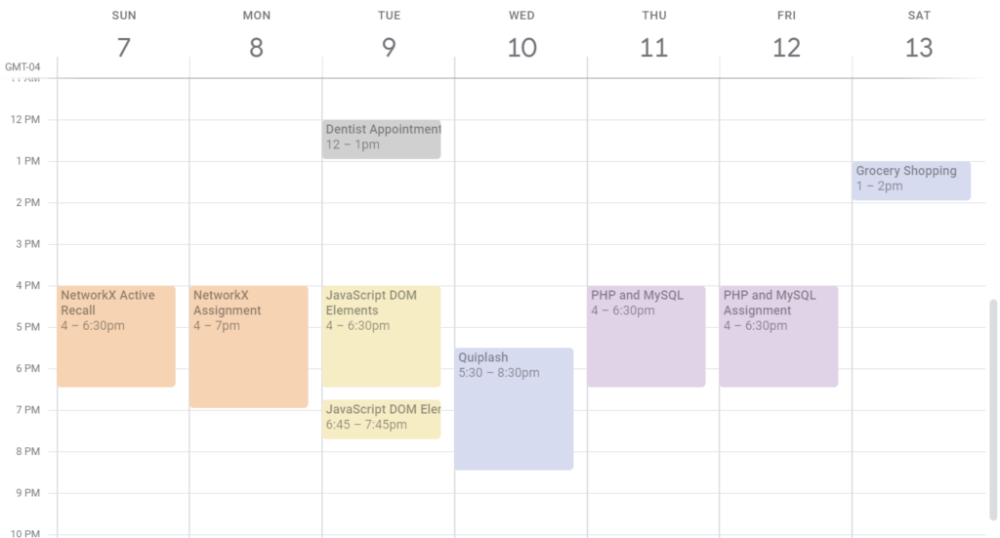 SUN MON TUE WED THU FRI SAT
7 8 9 10 11 12 13
GMT-04
11 AM
12 PM
Dentist Appointment
12 – 1pm
1 PM
Grocery Shopping
1 – 2pm
2 PM
3 PM
4 PM
NetworkX Active
Recall
4 – 6:30pm
NetworkX
Assignment
4 – 7pm
JavaScript DOM
Elements
4 – 6:30pm
PHP and MySQL
4 – 6:30pm
PHP and MySQL
Assignment
4 – 6:30pm
5 PM
Quiplash
5:30 – 8:30pm
6 PM
JavaScript DOM Eler
6:45 – 7:45pm
7 PM
8 PM
9 PM
10 PM